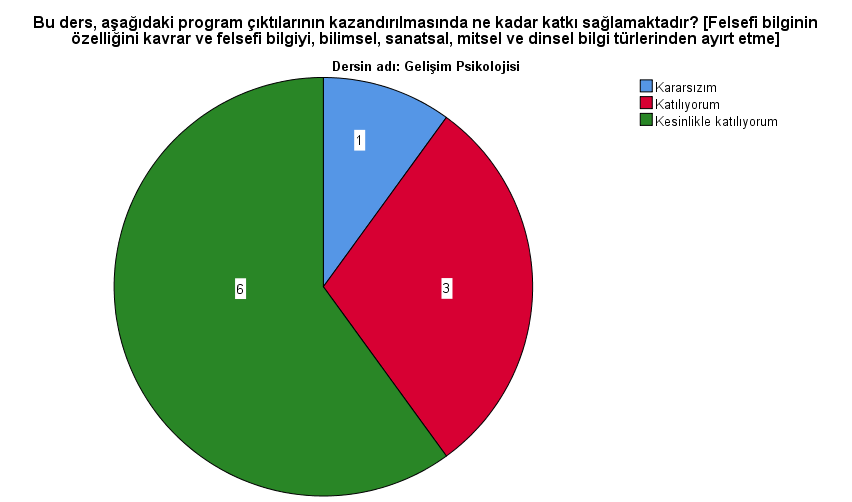 Bu ders, aşağıdaki program çıktılarının kazandırılmasında ne kadar katkı sağlamaktadır? [Felsefi bilginin
özelliğini kavrar ve felsefi bilgiyi, bilimsel, sanatsal, mitsel ve dinsel bilgi türlerinden ayırt etme]
Dersin adı: Gelişim Psikolojisi
Kararsızım
Katılıyorum
Kesinlikle katılıyorum
1
3
6